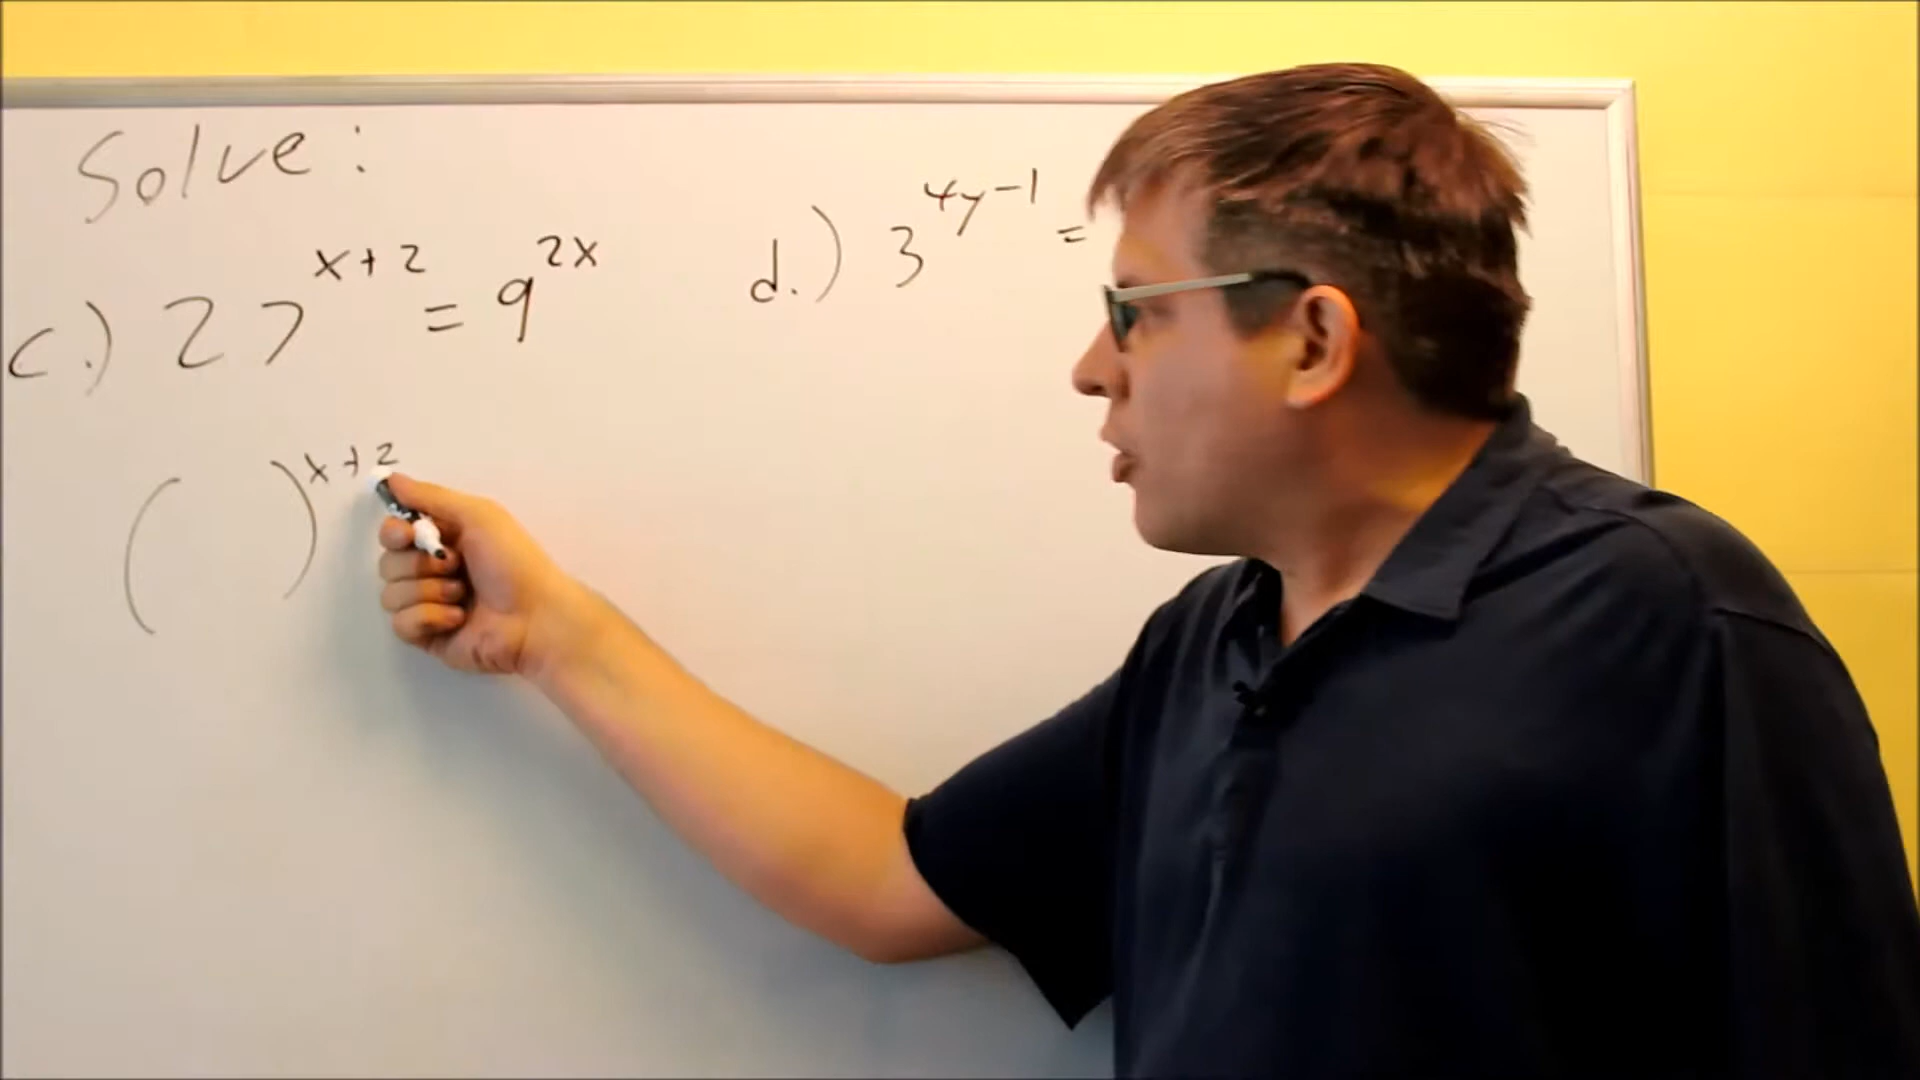 Solve:
c.) 27^{x+2} = 9^{2x}
d.) 3^{4y-1} =
( )^{x+2}